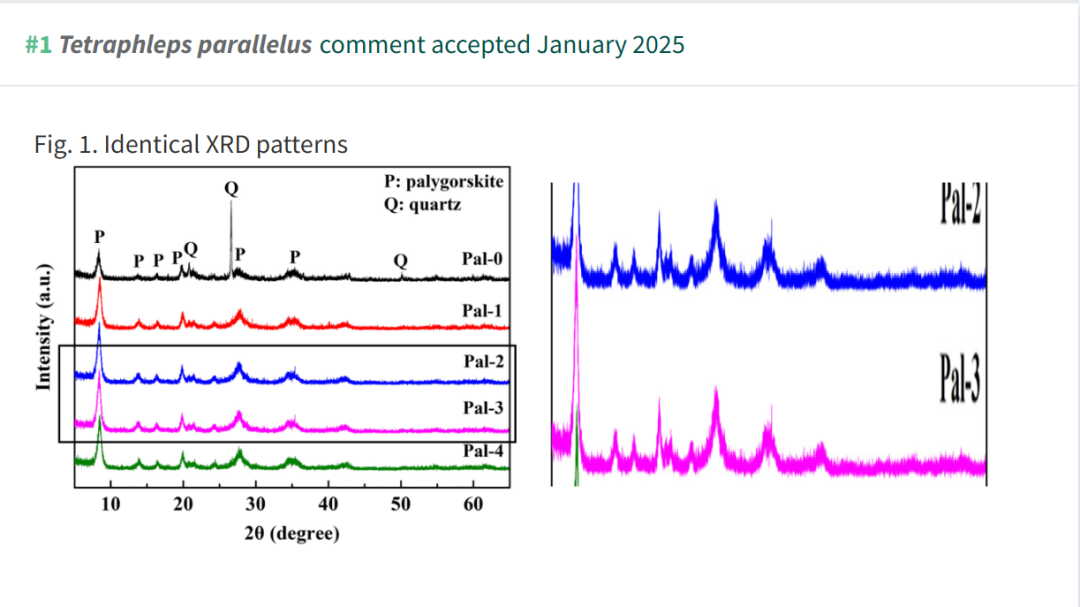 #1 Tetraphleps parallelus comment accepted January 2025
Fig. 1. Identical XRD patterns
P: palygorskite
Q: quartz
Q
P
P P P Q
P
P
Q
Pal-0
Pal-1
Pal-2
Pal-3
Pal-4
Intensity (a.u.)
10 20 30 40 50 60
2θ (degree)
Pal-2
Pal-3